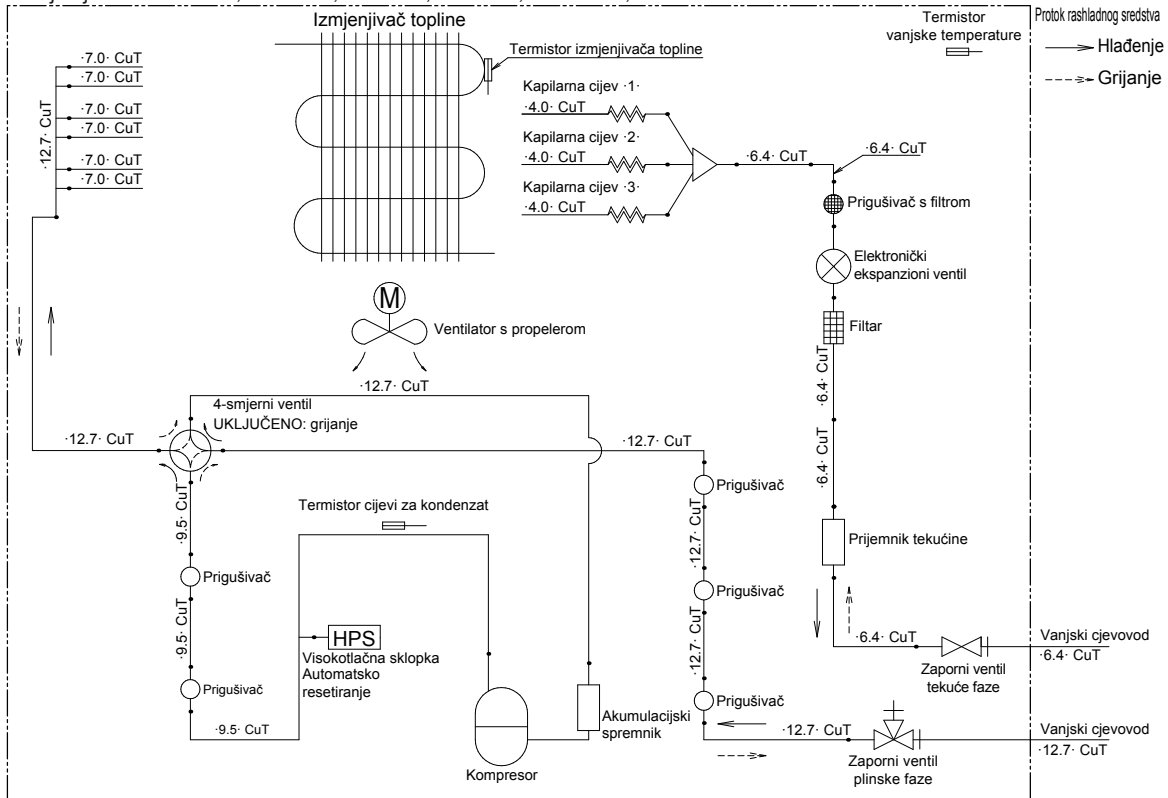 Izmjenjivač topline
Termistor izmjenjivača topline
Termistor
vanjske temperature
Protok rashladnog sredstva
Hlađenje
Grijanje
·7.0· CuT
·7.0· CuT
·7.0· CuT
·7.0· CuT
·7.0· CuT
·7.0· CuT
·12.7· CuT
Kapilarna cijev ·1·
·4.0· CuT
Kapilarna cijev ·2·
·4.0· CuT
Kapilarna cijev ·3·
·4.0· CuT
·6.4· CuT
·6.4· CuT
Prigušivač s filtrom
Elektronički
ekspanzioni ventil
Filtar
·6.4· CuT
·6.4· CuT
Prijemnik tekućine
M
Ventilator s propelerom
·12.7· CuT
4-smjerni ventil
UKLJUČENO: grijanje
·12.7· CuT
·12.7· CuT
·9.5· CuT
Prigušivač
·9.5· CuT
Prigušivač
·9.5· CuT
Termistor cijevi za kondenzat
HPS
Visokotlačna sklopka
Automatsko
resetiranje
Kompresor
Akumulacijski
spremnik
Prigušivač
·12.7· CuT
Prigušivač
·12.7· CuT
Prigušivač
·6.4· CuT
Zaporni ventil
tekuće faze
Vanjski cjevovod
·6.4· CuT
·12.7· CuT
Zaporni ventil
plinske faze
Vanjski cjevovod
·12.7· CuT